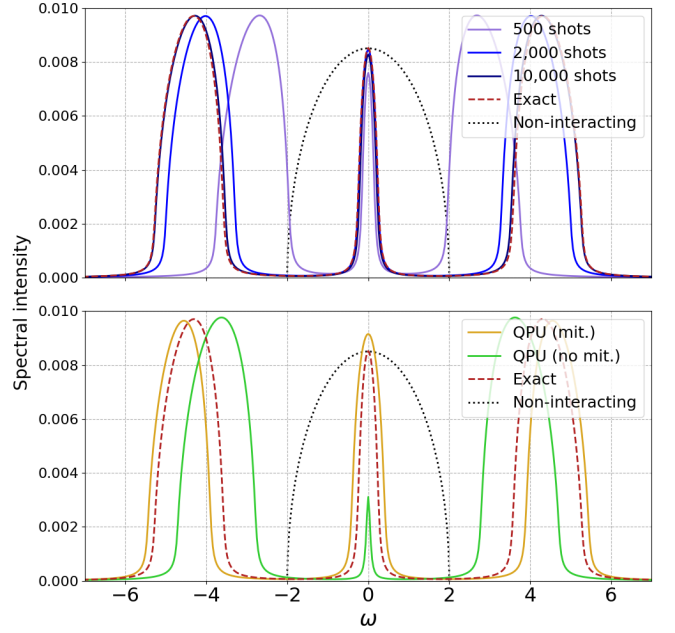 0.010
0.008
0.006
0.004
0.002
0.000
500 shots
2,000 shots
10,000 shots
Exact
Non-interacting
Spectral intensity
0.010
0.008
0.006
0.004
0.002
0.000
QPU (mit.)
QPU (no mit.)
Exact
Non-interacting
−6 −4 −2 0 2 4 6
ω